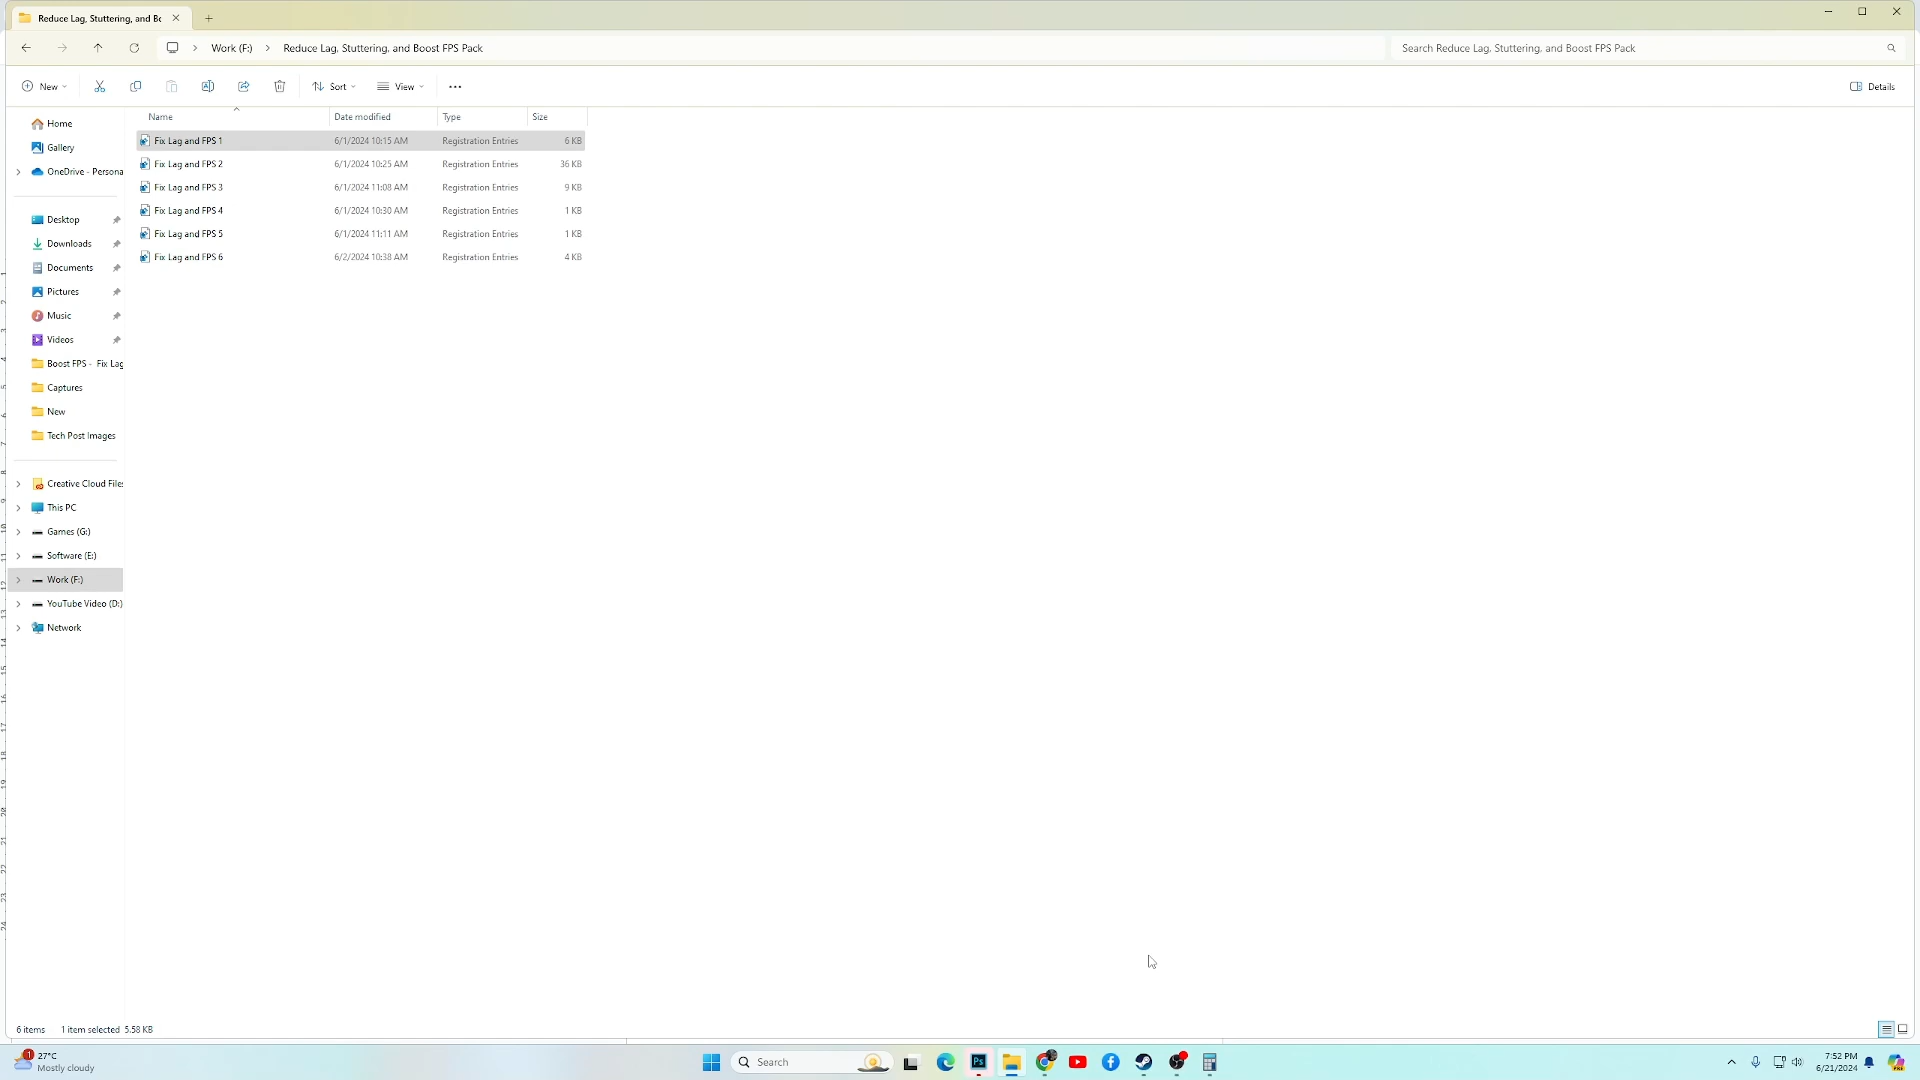 Reduce Lag, Stuttering, and Bo
Work (F:) > Reduce Lag, Stuttering, and Boost FPS Pack
Search Reduce Lag, Stuttering, and Boost FPS Pack
New
Sort
View
Details
Name Date modified Type Size
Fix Lag and FPS 1 6/1/2024 10:15 AM Registration Entries 6 KB
Fix Lag and FPS 2 6/1/2024 10:25 AM Registration Entries 36 KB
Fix Lag and FPS 3 6/1/2024 11:08 AM Registration Entries 9 KB
Fix Lag and FPS 4 6/1/2024 10:30 AM Registration Entries 1 KB
Fix Lag and FPS 5 6/1/2024 11:11 AM Registration Entries 1 KB
Fix Lag and FPS 6 6/2/2024 10:38 AM Registration Entries 4 KB
Home
Gallery
OneDrive - Persona
Desktop
Downloads
Documents
Pictures
Music
Videos
Boost FPS - Fix Lag
Captures
New
Tech Post Images
Creative Cloud Files
This PC
Games (G:)
Software (E:)
Work (F:)
YouTube Video (D:)
Network
6 items 1 item selected 5.58 KB
1
27°C
Mostly cloudy
Search
Ps
7:52 PM
6/21/2024